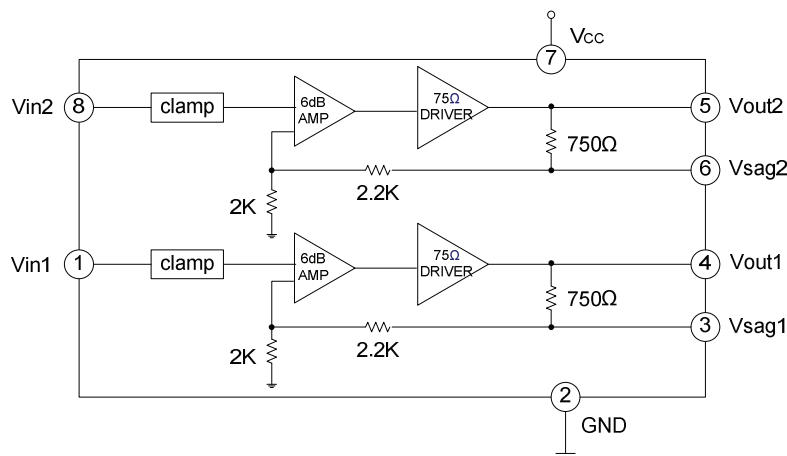 VCC
7
Vin2
8
clamp
6dB
AMP
75Ω
DRIVER
5
Vout2
750Ω
6
Vsag2
2.2K
2K
Vin1
1
clamp
6dB
AMP
75Ω
DRIVER
4
Vout1
750Ω
3
Vsag1
2.2K
2K
2
GND